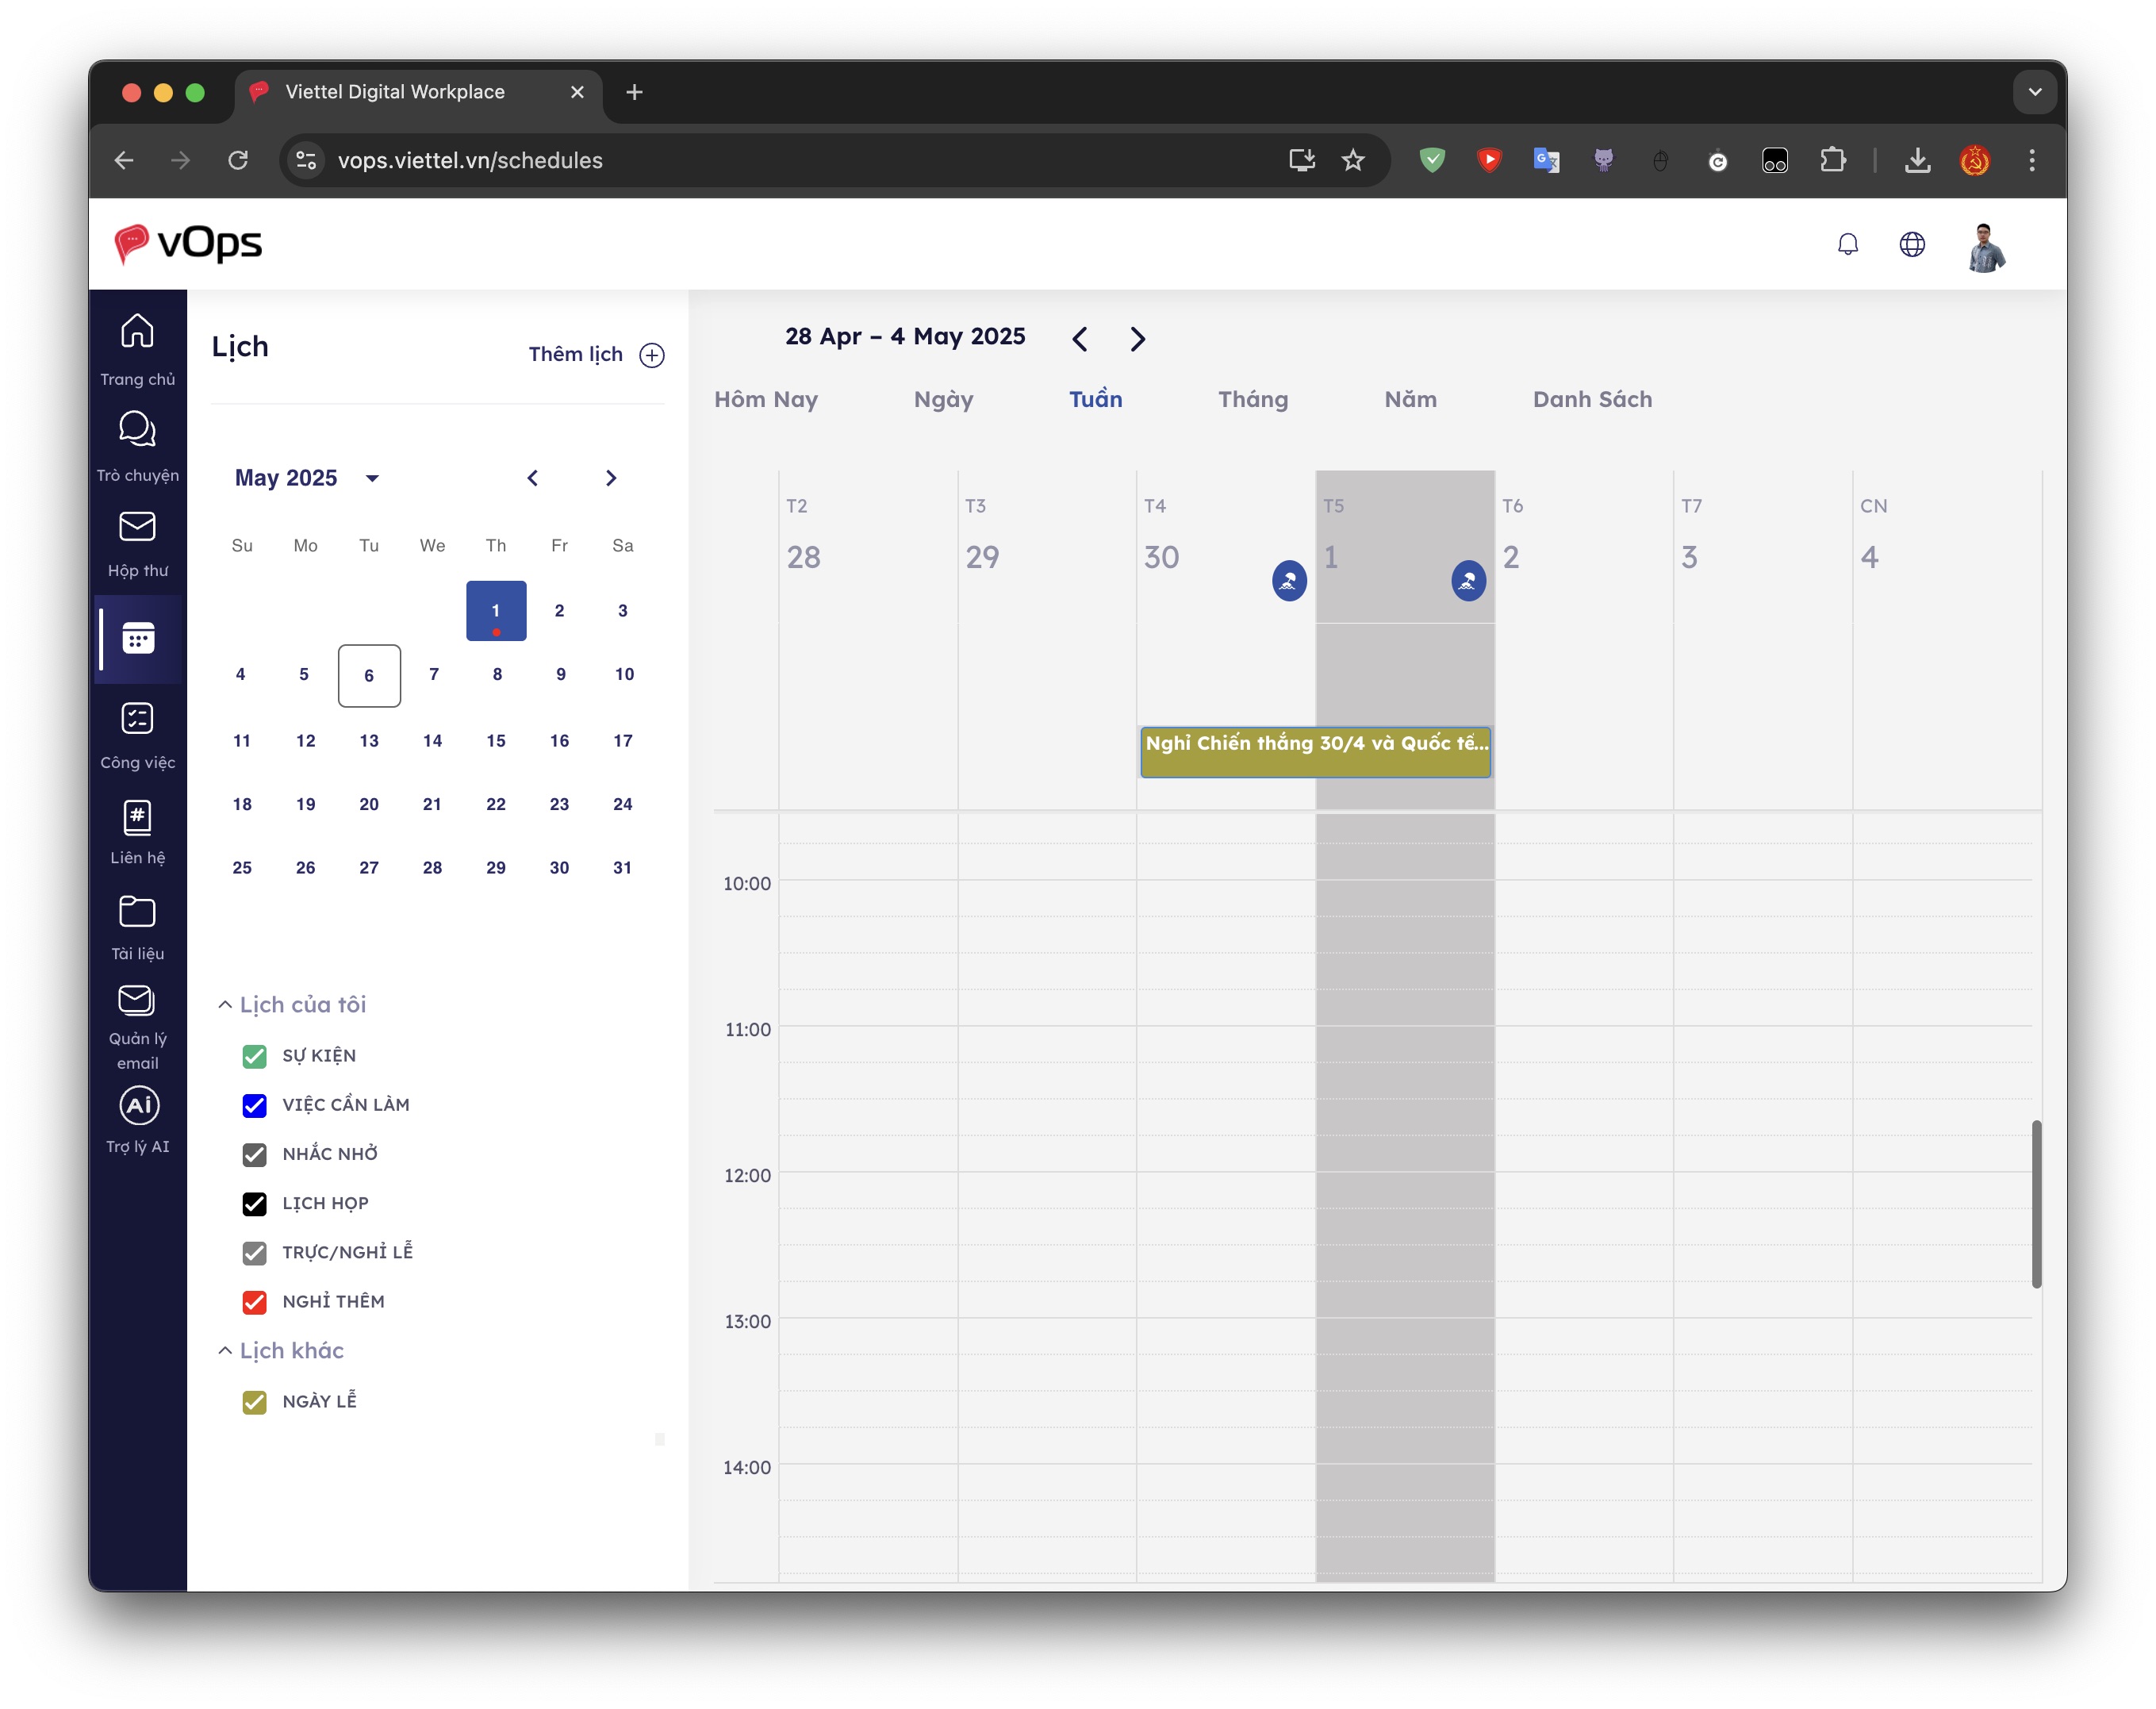 Viettel Digital Workplace
vops.viettel.vn/schedules
vOps
Trang chủ
Trò chuyện
Hộp thư
Công việc
#
Liên hệ
Tài liệu
Quản lý
email
Ai
Trợ lý AI
Lịch
Thêm lịch
May 2025
Su Mo Tu We Th Fr Sa
1 2 3
4 5 6 7 8 9 10
11 12 13 14 15 16 17
18 19 20 21 22 23 24
25 26 27 28 29 30 31
Lịch của tôi
SỰ KIỆN
VIỆC CẦN LÀM
NHẮC NHỞ
LỊCH HỌP
TRỰC/NGHỈ LỄ
NGHỈ THÊM
Lịch khác
NGÀY LỄ
28 Apr – 4 May 2025
Hôm Nay Ngày Tuần Tháng Năm Danh Sách
T2 T3 T4 T5 T6 T7 CN
28 29 30 1 2 3 4
Nghỉ Chiến thắng 30/4 và Quốc tế...
10:00
11:00
12:00
13:00
14:00